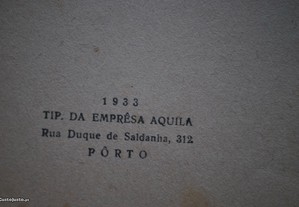 1933
TIP. DA EMPRÊSA AQUILA
Rua Duque de Saldanha, 312
PÔRTO